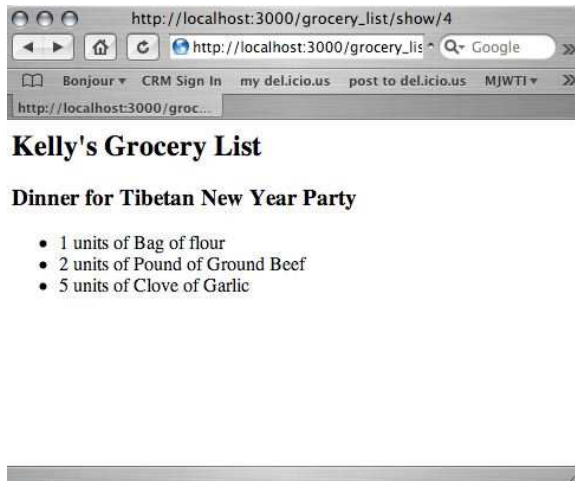 http://localhost:3000/grocery_list/show/4
http://localhost:3000/grocery_lis Google
Bonjour CRM Sign In my del.icio.us post to del.icio.us MJWTI
http://localhost:3000/groc...
Kelly's Grocery List
Dinner for Tibetan New Year Party
• 1 units of Bag of flour
• 2 units of Pound of Ground Beef
• 5 units of Clove of Garlic